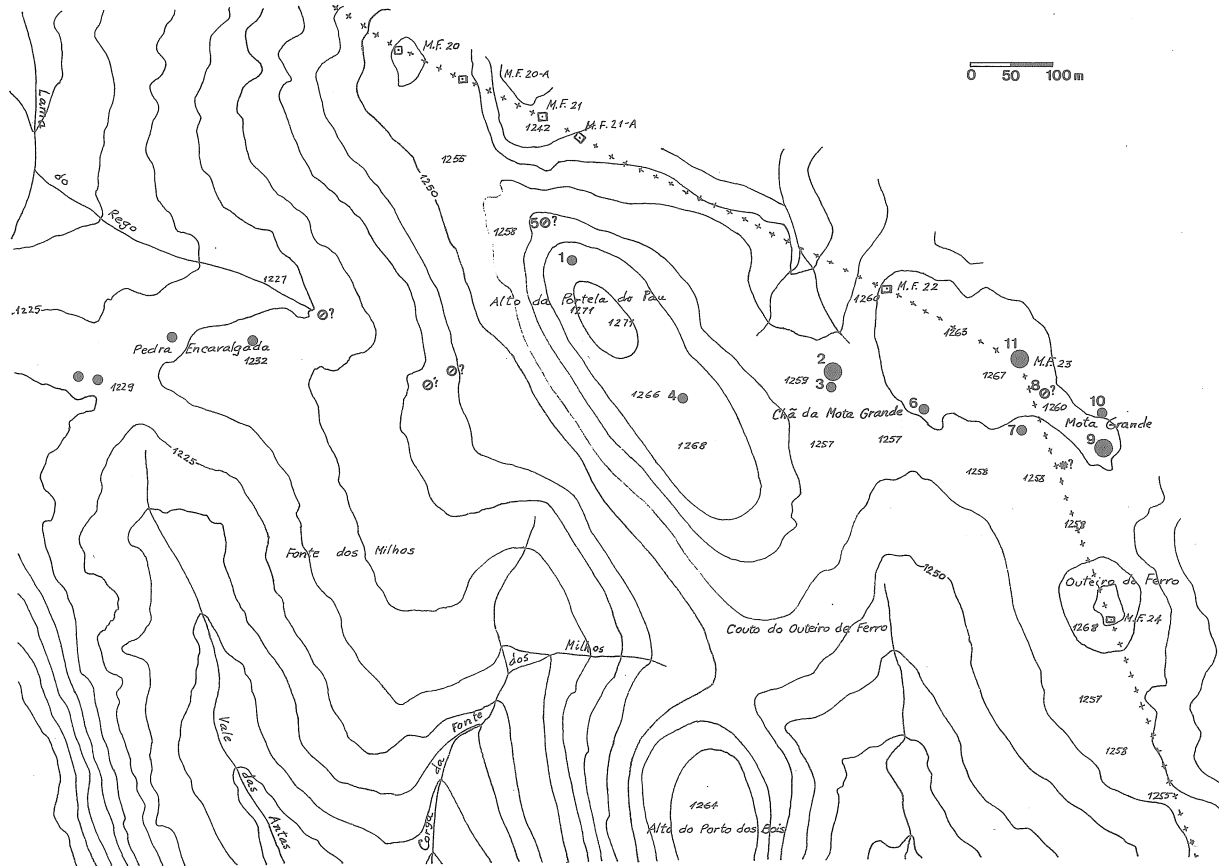 M.F. 20
M.F. 20-A
M.F. 21
1242
M.F. 21-A
0 50 100 m
Lama
do
Rego
1255
1250
1258
5 ?
1
Alto da Portela do Pau
1271
1271
1227
?
1225
Pedra Encavalgada
1232
1229
? ?
1266 4
1268
M.F. 22
1260
1263
11
M.F. 23
1267
2
3
1259
Chã da Mota Grande
1257
1257
6
8 ?
1260
10
Mota Grande
7
9
1258
1258
?
1258
1225
Fonte dos Milhos
1250
Outeiro de Ferro
1268
M.F. 24
Couto do Outeiro de Ferro
Corga da Fonte dos Milhos
Vale das Antas
1257
1258
1255
1264
Alto do Porto dos Bois